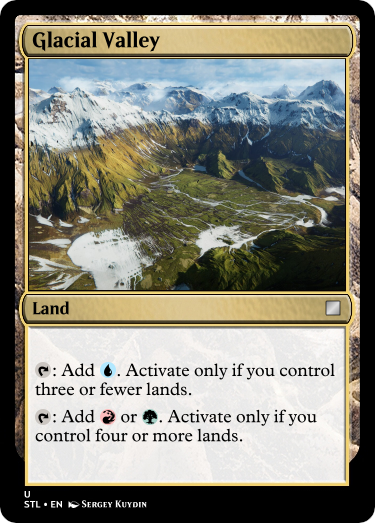 Glacial Valley
Land
: Add . Activate only if you control
three or fewer lands.
: Add or . Activate only if you
control four or more lands.
U
STL • EN Sergey Kuydin